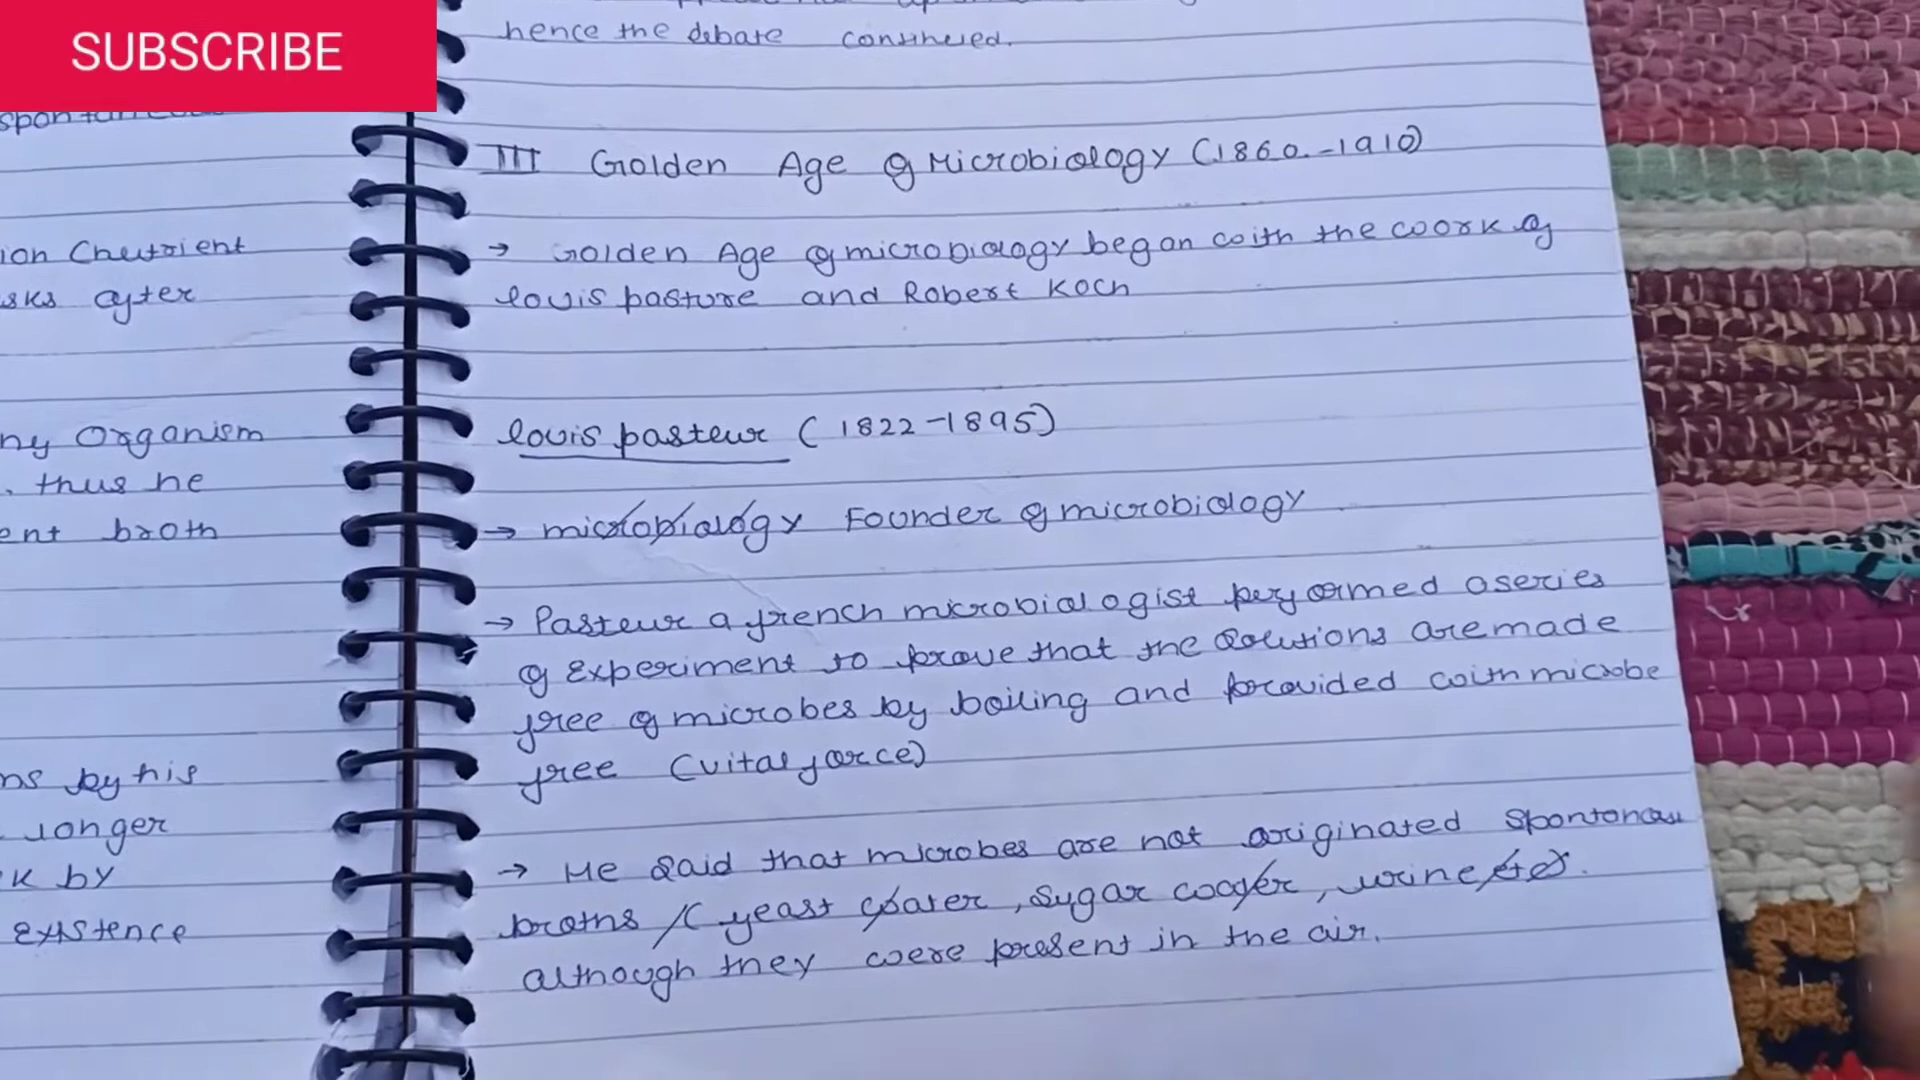 SUBSCRIBE
hence the debate continued.
III Golden Age of Microbiology (1860.-1910)
→ Golden Age of microbiology began with the work of
louis pasture and Robert Koch
louis pasteur (1822-1895)
→ microbiology Founder of microbiology
→ Pasteur a french microbiologist performed a series
of Experiment to prove that the solutions are made
free of microbes by boiling and provided with microbe
free (vital force)
→ He said that microbes are not originated spontaneou
broths /( yeast water, sugar water, urine etc).
although they were present in the air.
ion (nutrient
sks after
ny Organism
. thus he
ent broth
ns by his
longer
k by
existence